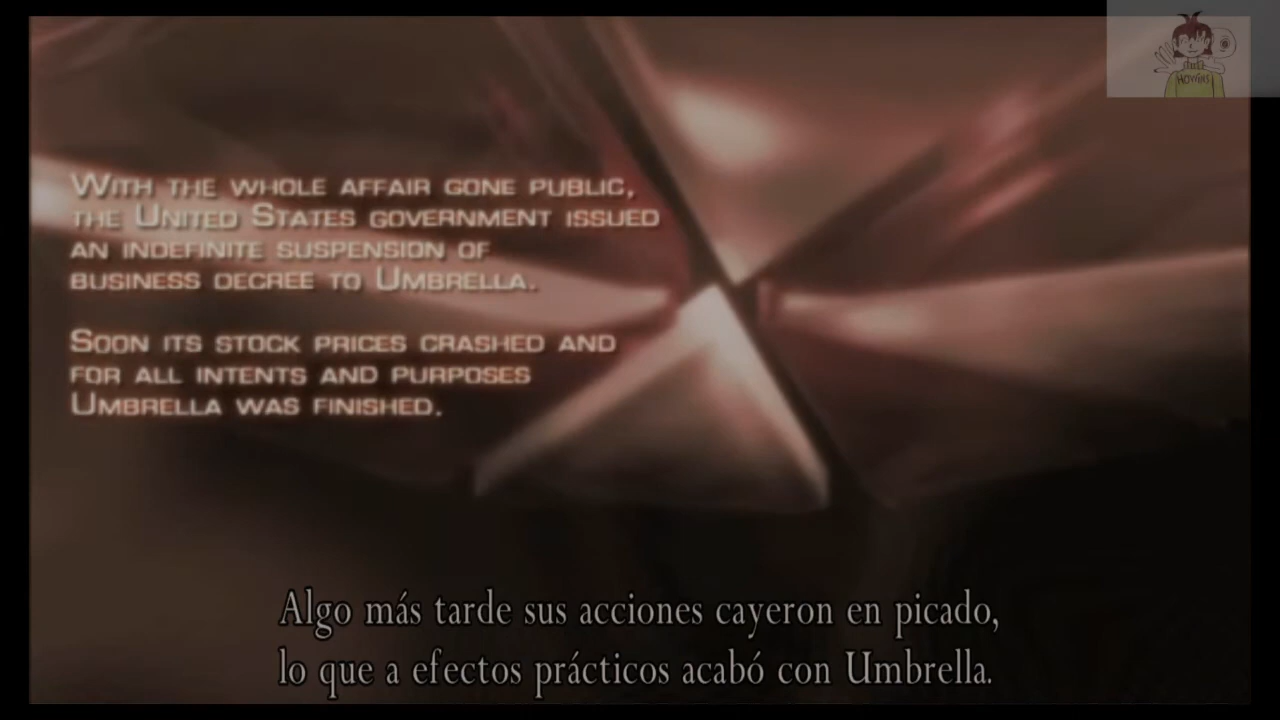 HOVFINS
WITH THE WHOLE AFFAIR GONE PUBLIC,
THE UNITED STATES GOVERNMENT ISSUED
AN INDEFINITE SUSPENSION OF
BUSINESS DECREE TO UMBRELLA.
SOON ITS STOCK PRICES CRASHED AND
FOR ALL INTENTS AND PURPOSES
UMBRELLA WAS FINISHED.
Algo más tarde sus acciones cayeron en picado,
lo que a efectos prácticos acabó con Umbrella.